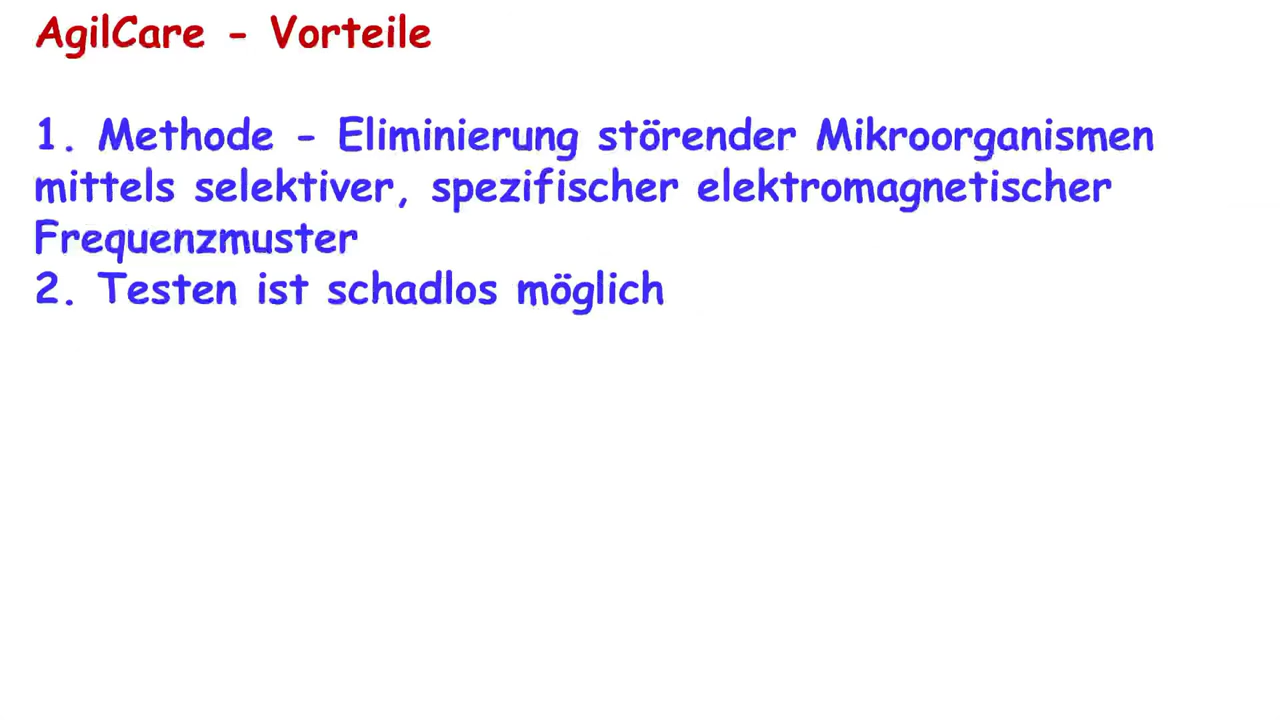 AgilCare - Vorteile
1. Methode - Eliminierung störender Mikroorganismen
mittels selektiver, spezifischer elektromagnetischer
Frequenzmuster
2. Testen ist schadlos möglich